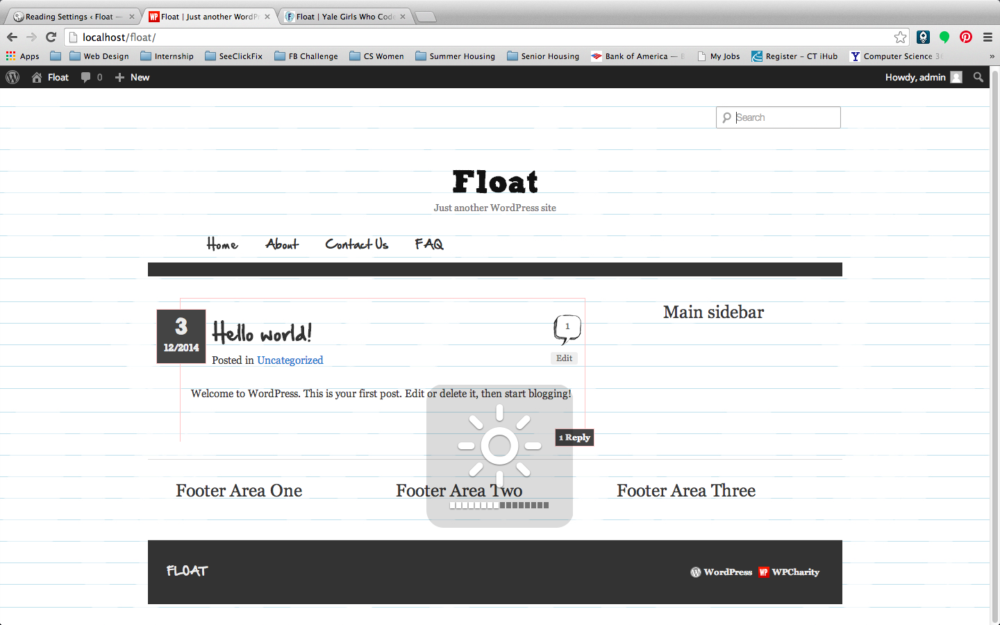 Reading Settings ‹ Float —
Float | Just another WordPr
Float | Yale Girls Who Code
localhost/float/
Apps
Web Design
Internship
SeeClickFix
FB Challenge
CS Women
Summer Housing
Senior Housing
Bank of America —
My Jobs
Register – CT iHub
Computer Science 36
»
Float
0
New
Howdy, admin
Search
Float
Just another WordPress site
Home
About
Contact Us
FAQ
3
12/2014
Hello world!
1
Edit
Posted in Uncategorized
Main sidebar
Welcome to WordPress. This is your first post. Edit or delete it, then start blogging!
1 Reply
Footer Area One
Footer Area Two
Footer Area Three
FLOAT
WordPress
WP WPCharity